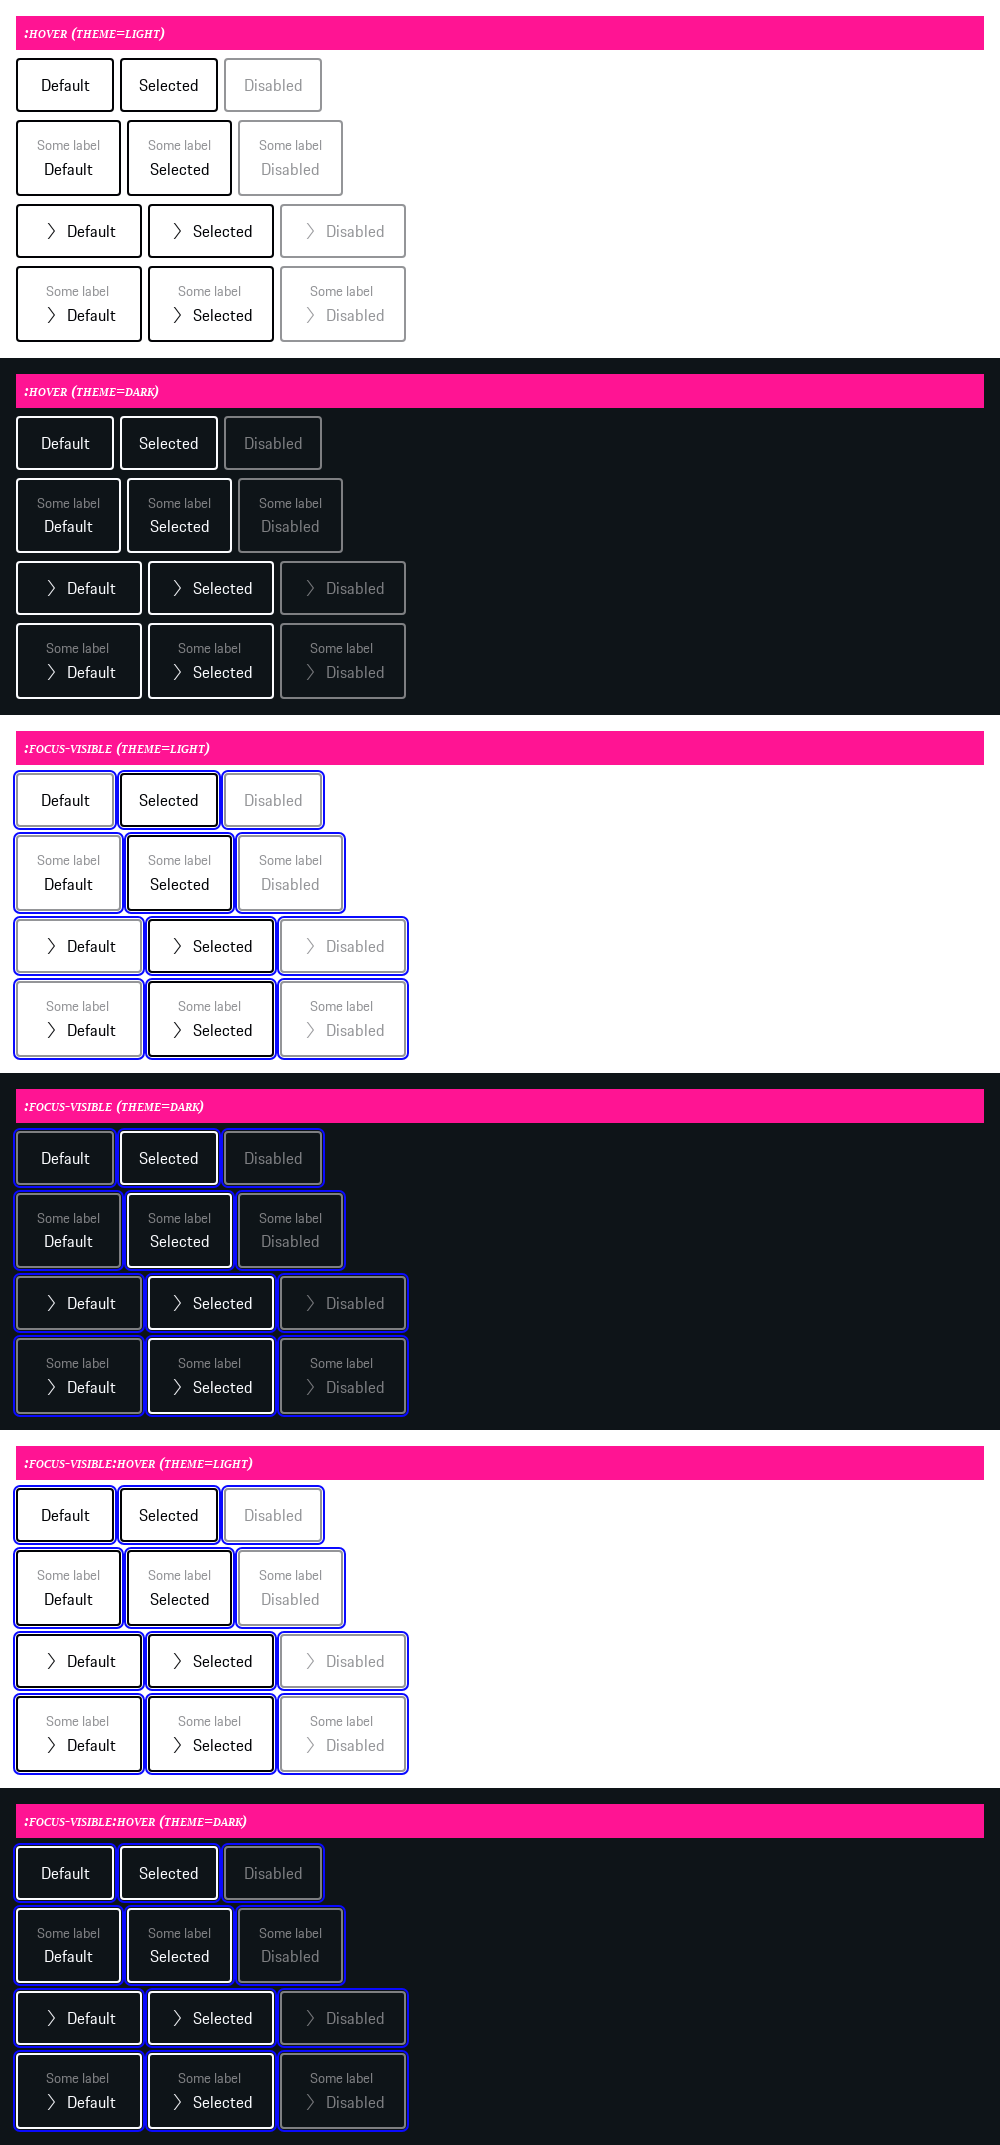 :hover (theme=light)
Default Selected Disabled
Some label Some label Some label
Default Selected Disabled
Default Selected Disabled
Some label Some label Some label
Default Selected Disabled
:hover (theme=dark)
Default Selected Disabled
Some label Some label Some label
Default Selected Disabled
Default Selected Disabled
Some label Some label Some label
Default Selected Disabled
:focus-visible (theme=light)
Default Selected Disabled
Some label Some label Some label
Default Selected Disabled
Default Selected Disabled
Some label Some label Some label
Default Selected Disabled
:focus-visible (theme=dark)
Default Selected Disabled
Some label Some label Some label
Default Selected Disabled
Default Selected Disabled
Some label Some label Some label
Default Selected Disabled
:focus-visible:hover (theme=light)
Default Selected Disabled
Some label Some label Some label
Default Selected Disabled
Default Selected Disabled
Some label Some label Some label
Default Selected Disabled
:focus-visible:hover (theme=dark)
Default Selected Disabled
Some label Some label Some label
Default Selected Disabled
Default Selected Disabled
Some label Some label Some label
Default Selected Disabled